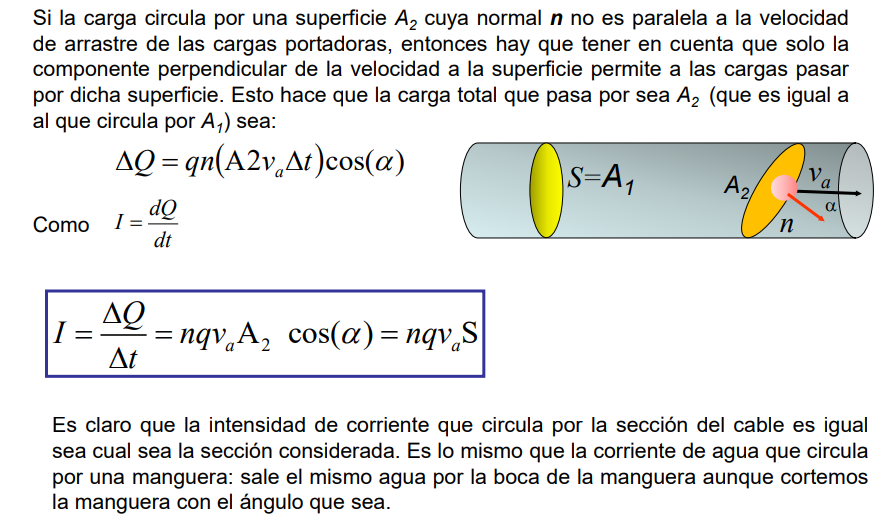 Si la carga circula por una superficie A₂ cuya normal n no es paralela a la velocidad
de arrastre de las cargas portadoras, entonces hay que tener en cuenta que solo la
componente perpendicular de la velocidad a la superficie permite a las cargas pasar
por dicha superficie. Esto hace que la carga total que pasa por sea A₂ (que es igual a
al que circula por A₁) sea:
ΔQ = qn(A2vₐΔt)cos(α)
S=A₁
A₂
vₐ
α
n
Como I = dQ/dt
I = ΔQ/Δt = nqvₐA₂ cos(α) = nqvₐS
Es claro que la intensidad de corriente que circula por la sección del cable es igual
sea cual sea la sección considerada. Es lo mismo que la corriente de agua que circula
por una manguera: sale el mismo agua por la boca de la manguera aunque cortemos
la manguera con el ángulo que sea.